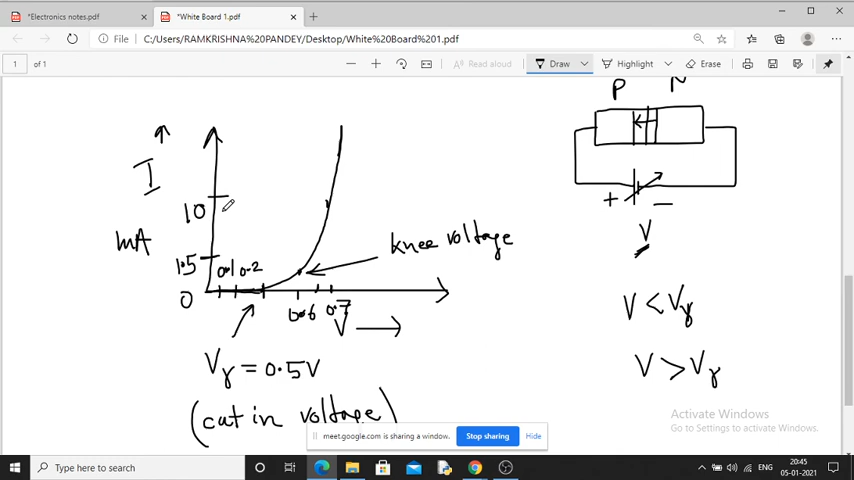 *Electronics notes.pdf
*White Board 1.pdf
File
C:/Users/RAMKRISHNA%20PANDEY/Desktop/White%20Board%201.pdf
1 of 1
Read aloud
Draw
Highlight
Erase
P N
I
10
mA
1.5
0.1 0.2
0
0.6 0.7
V
knee voltage
+ −
V
V < Vγ
V > Vγ
Vγ = 0.5V
(cut in voltage)
Activate Windows
Go to Settings to activate Windows.
meet.google.com is sharing a window.
Stop sharing
Hide
Type here to search
ENG
20:45
05-01-2021